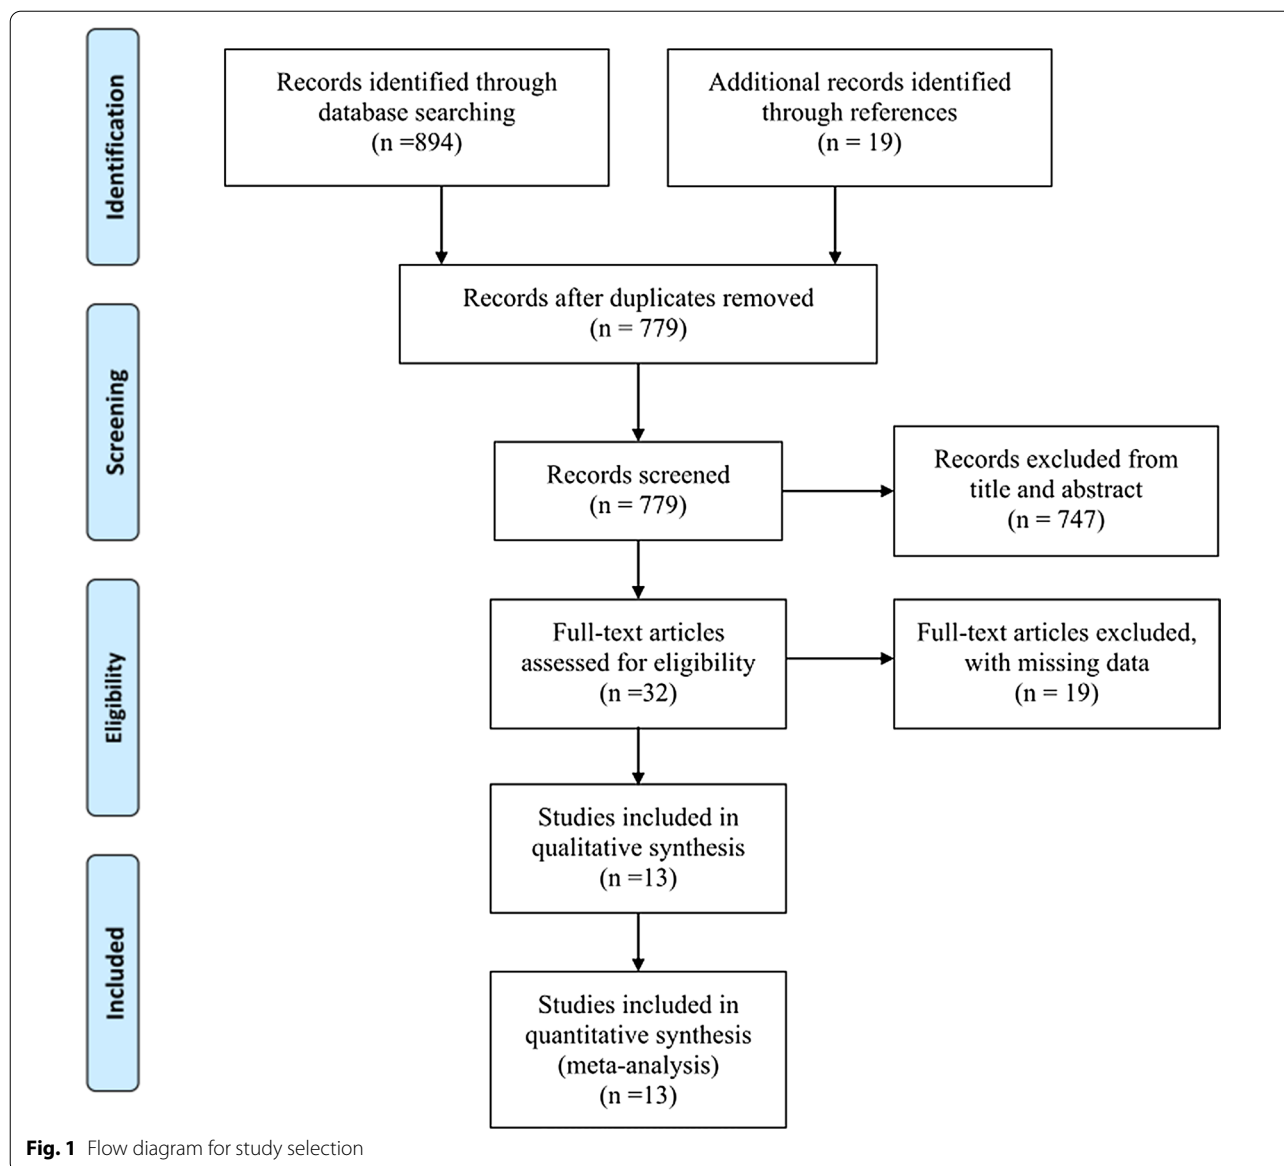 Identification
Records identified through
database searching
(n =894)
Additional records identified
through references
(n = 19)
Records after duplicates removed
(n = 779)
Screening
Records screened
(n = 779)
Records excluded from
title and abstract
(n = 747)
Eligibility
Full-text articles
assessed for eligibility
(n =32)
Full-text articles excluded,
with missing data
(n = 19)
Studies included in
qualitative synthesis
(n =13)
Included
Studies included in
quantitative synthesis
(meta-analysis)
(n =13)
Fig. 1 Flow diagram for study selection